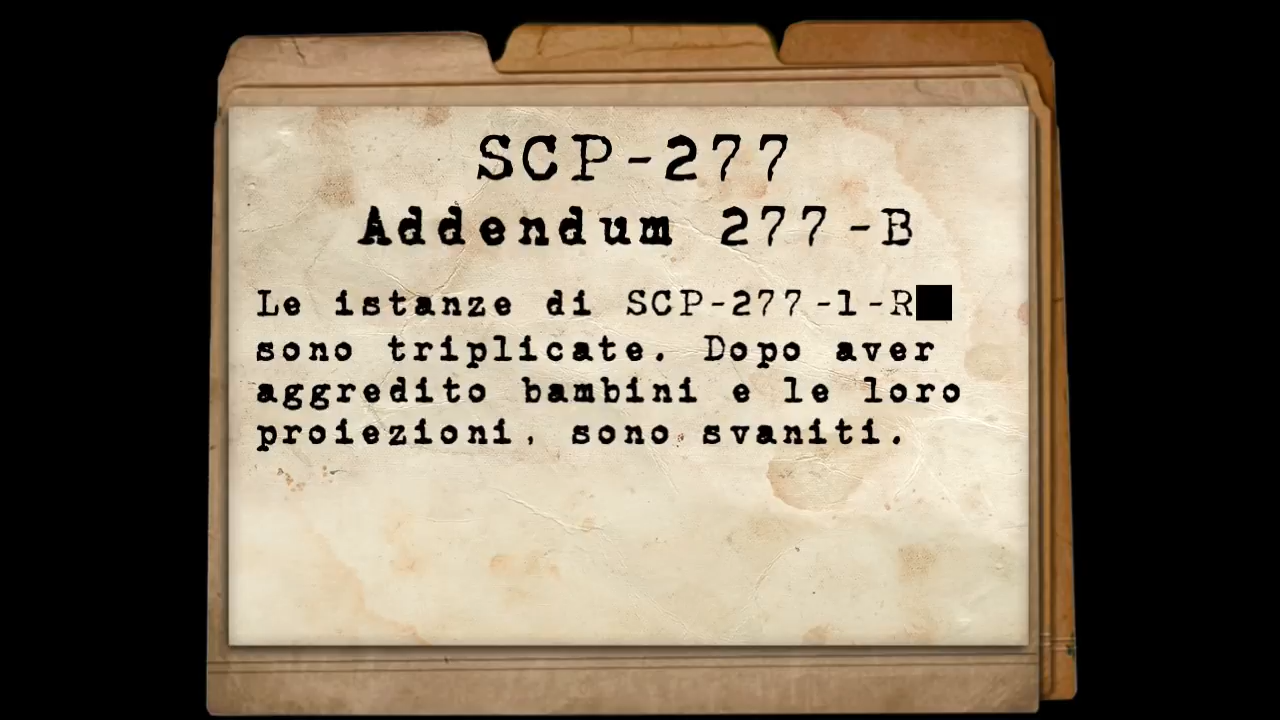 SCP-277
Addendum 277-B
Le istanze di SCP-277-1-R█
sono triplicate. Dopo aver
aggredito bambini e le loro
proiezioni, sono svaniti.